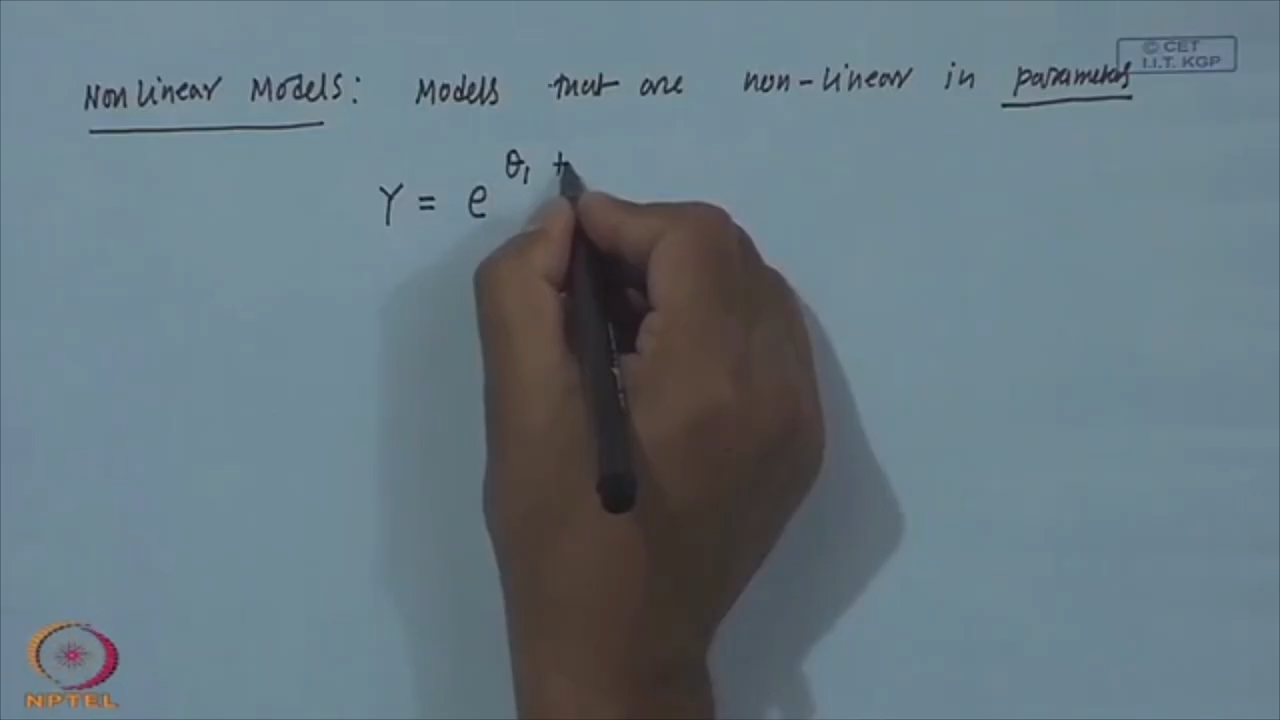 © CET
I.I.T. KGP
Non linear Models: Models that are non-linear in parameters
Y = e^{θ₁ +
NPTEL